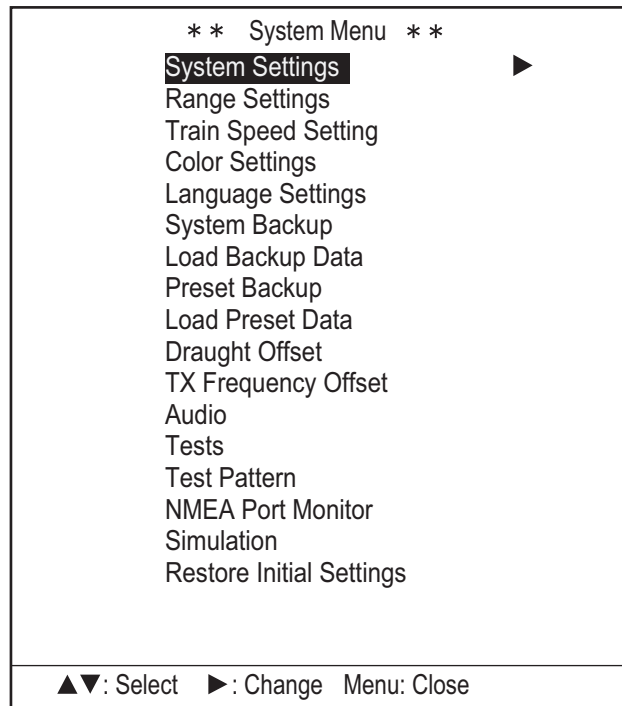 ** System Menu **
System Settings ▶
Range Settings
Train Speed Setting
Color Settings
Language Settings
System Backup
Load Backup Data
Preset Backup
Load Preset Data
Draught Offset
TX Frequency Offset
Audio
Tests
Test Pattern
NMEA Port Monitor
Simulation
Restore Initial Settings
▲▼: Select ▶: Change Menu: Close